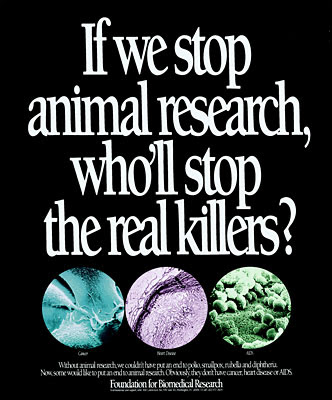 If we stop
animal research,
who'll stop
the real killers?
Cancer
Heart Disease
AIDS
Without animal research, we couldn't have put an end to polio, smallpox, rubella and diphtheria.
Now, some would like to put an end to animal research. Obviously, they don't have cancer, heart disease or AIDS.
Foundation for Biomedical Research